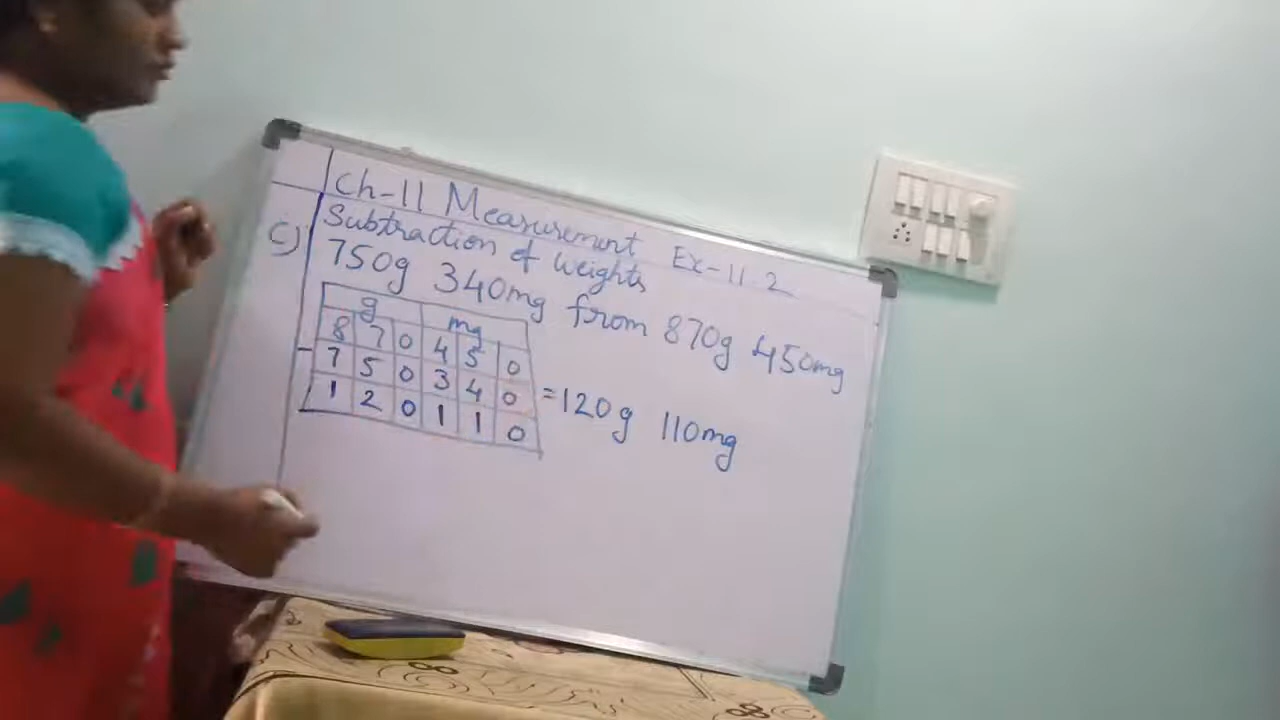 Ch-11 Measurement Ex-11.2
Subtraction of weights
C) 750g 340mg from 870g 450mg
g mg
8 7 0 4 5 0
- 7 5 0 3 4 0
1 2 0 1 1 0 = 120g 110mg